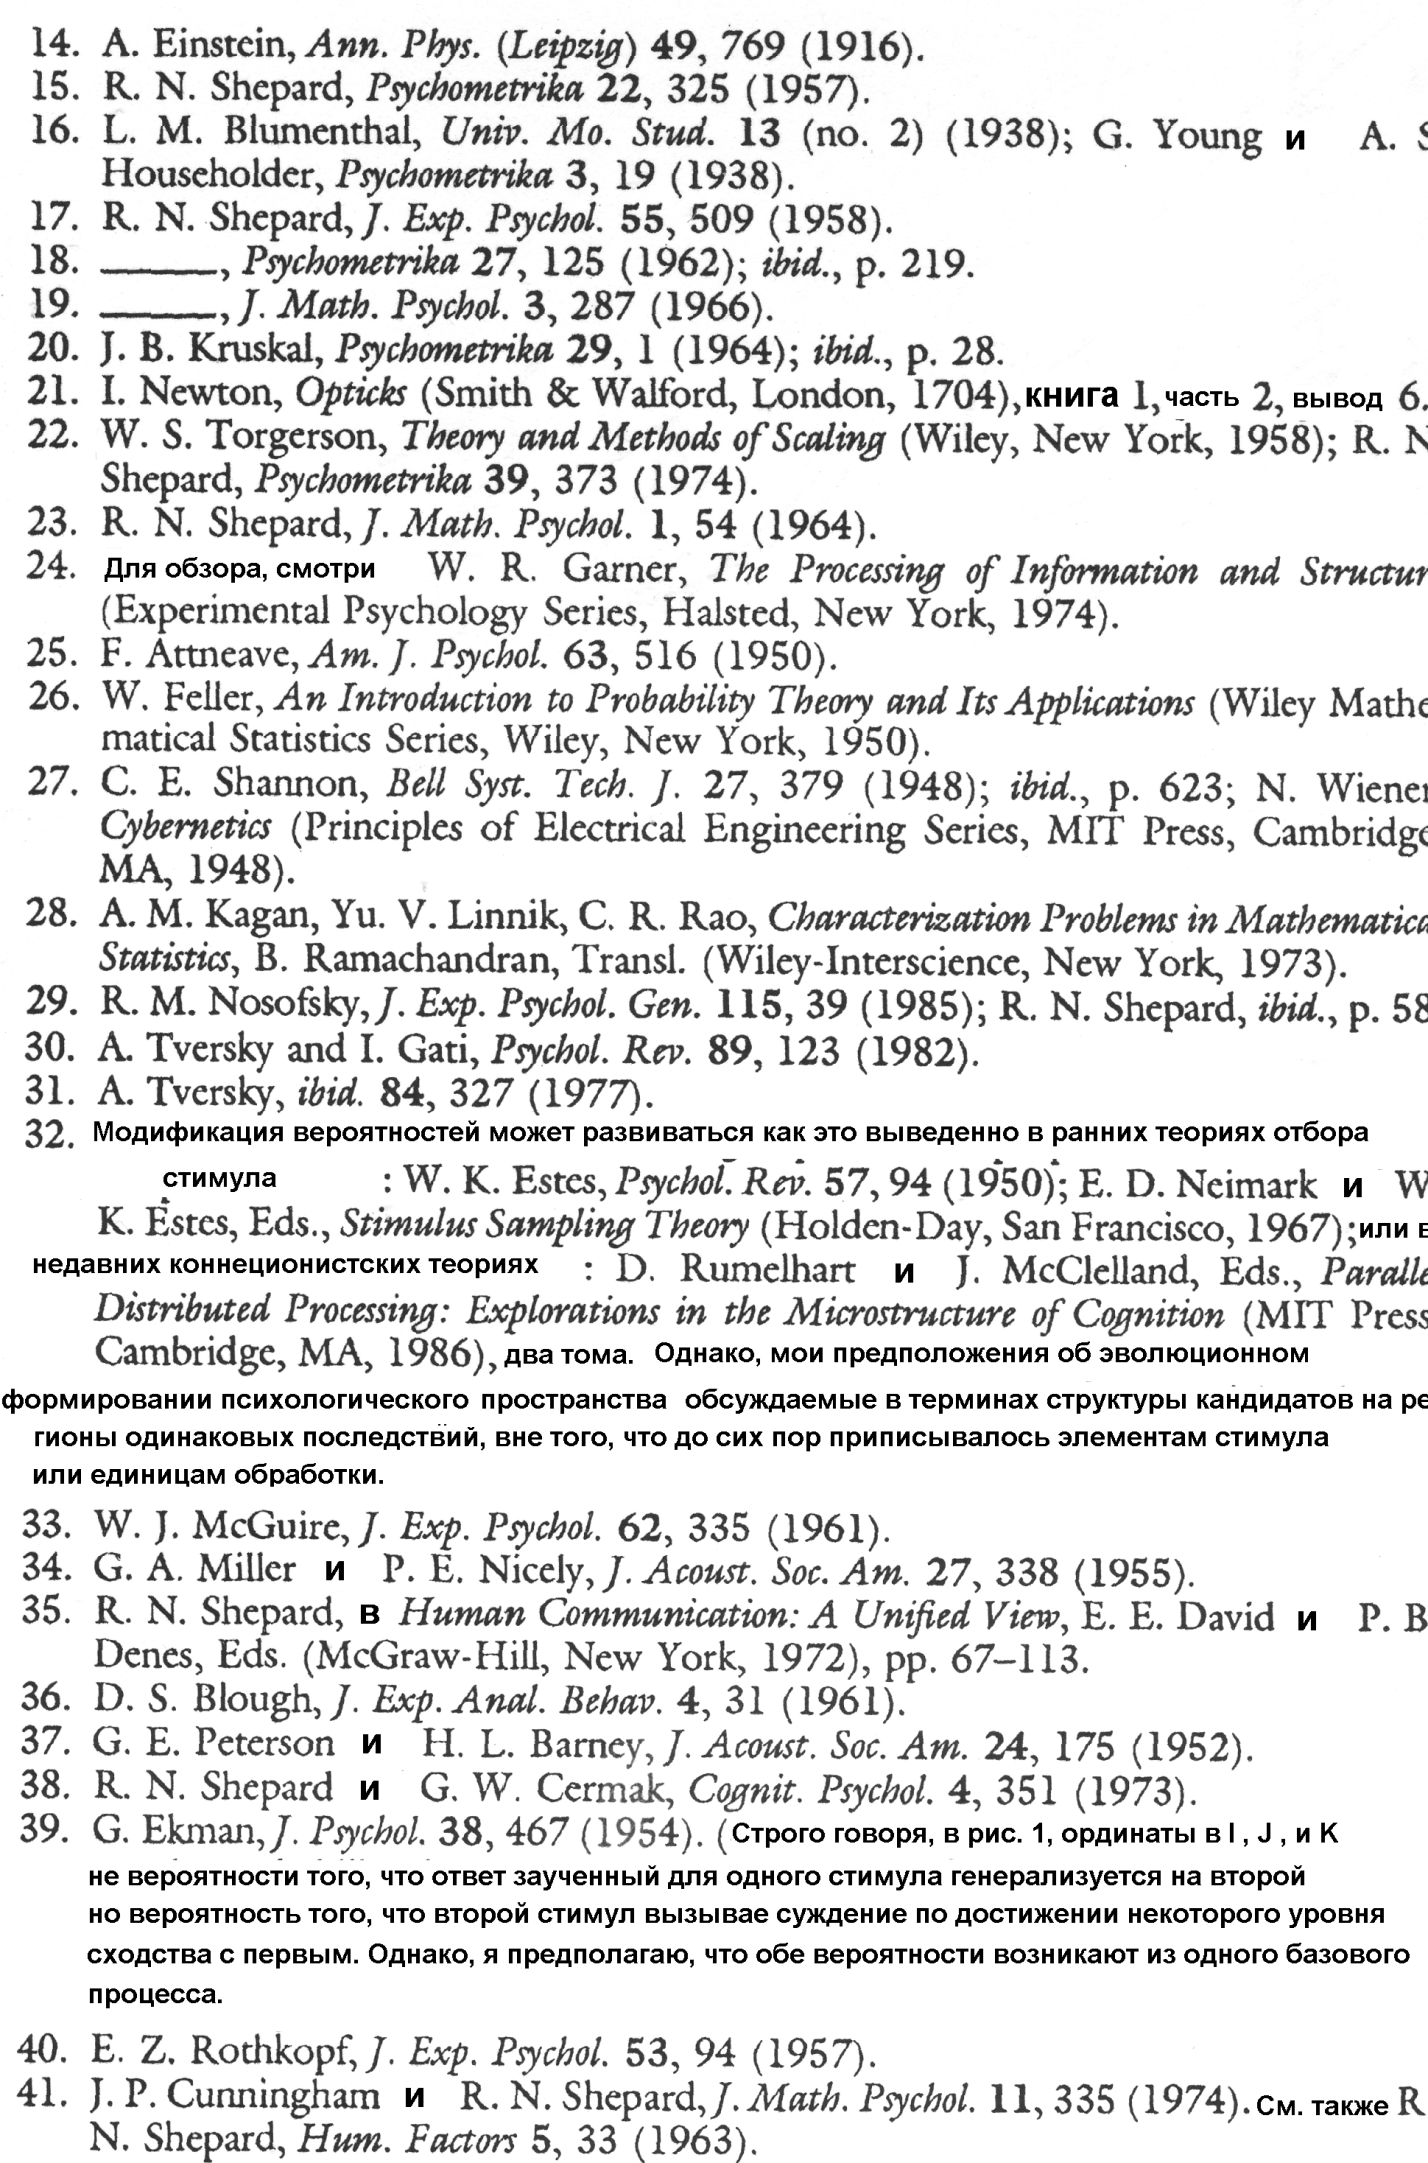 14. A. Einstein, Ann. Phys. (Leipzig) 49, 769 (1916).
15. R. N. Shepard, Psychometrika 22, 325 (1957).
16. L. M. Blumenthal, Univ. Mo. Stud. 13 (no. 2) (1938); G. Young и A. S
Householder, Psychometrika 3, 19 (1938).
17. R. N. Shepard, J. Exp. Psychol. 55, 509 (1958).
18. ______, Psychometrika 27, 125 (1962); ibid., p. 219.
19. ______, J. Math. Psychol. 3, 287 (1966).
20. J. B. Kruskal, Psychometrika 29, 1 (1964); ibid., p. 28.
21. I. Newton, Opticks (Smith & Walford, London, 1704), книга 1, часть 2, вывод 6.
22. W. S. Torgerson, Theory and Methods of Scaling (Wiley, New York, 1958); R. N
Shepard, Psychometrika 39, 373 (1974).
23. R. N. Shepard, J. Math. Psychol. 1, 54 (1964).
24. Для обзора, смотри W. R. Garner, The Processing of Information and Structur
(Experimental Psychology Series, Halsted, New York, 1974).
25. F. Attneave, Am. J. Psychol. 63, 516 (1950).
26. W. Feller, An Introduction to Probability Theory and Its Applications (Wiley Mathe
matical Statistics Series, Wiley, New York, 1950).
27. C. E. Shannon, Bell Syst. Tech. J. 27, 379 (1948); ibid., p. 623; N. Wiener
Cybernetics (Principles of Electrical Engineering Series, MIT Press, Cambridge
MA, 1948).
28. A. M. Kagan, Yu. V. Linnik, C. R. Rao, Characterization Problems in Mathematica
Statistics, B. Ramachandran, Transl. (Wiley-Interscience, New York, 1973).
29. R. M. Nosofsky, J. Exp. Psychol. Gen. 115, 39 (1985); R. N. Shepard, ibid., p. 58
30. A. Tversky and I. Gati, Psychol. Rev. 89, 123 (1982).
31. A. Tversky, ibid. 84, 327 (1977).
32. Модификация вероятностей может развиваться как это выведенно в ранних теориях отбора
стимула : W. K. Estes, Psychol. Rev. 57, 94 (1950); E. D. Neimark и W
K. Estes, Eds., Stimulus Sampling Theory (Holden-Day, San Francisco, 1967); или в
недавних коннеционистских теориях : D. Rumelhart и J. McClelland, Eds., Paralle
Distributed Processing: Explorations in the Microstructure of Cognition (MIT Press
Cambridge, MA, 1986), два тома. Однако, мои предположения об эволюционном
формировании психологического пространства обсуждаемые в терминах структуры кандидатов на ре
гионы одинаковых последствий, вне того, что до сих пор приписывалось элементам стимула
или единицам обработки.
33. W. J. McGuire, J. Exp. Psychol. 62, 335 (1961).
34. G. A. Miller и P. E. Nicely, J. Acoust. Soc. Am. 27, 338 (1955).
35. R. N. Shepard, в Human Communication: A Unified View, E. E. David и P. B
Denes, Eds. (McGraw-Hill, New York, 1972), pp. 67–113.
36. D. S. Blough, J. Exp. Anal. Behav. 4, 31 (1961).
37. G. E. Peterson и H. L. Barney, J. Acoust. Soc. Am. 24, 175 (1952).
38. R. N. Shepard и G. W. Cermak, Cognit. Psychol. 4, 351 (1973).
39. G. Ekman, J. Psychol. 38, 467 (1954). (Строго говоря, в рис. 1, ординаты в I , J , и K
не вероятности того, что ответ заученный для одного стимула генерализуется на второй
но вероятность того, что второй стимул вызывае суждение по достижении некоторого уровня
сходства с первым. Однако, я предполагаю, что обе вероятности возникают из одного базового
процесса.
40. E. Z. Rothkopf, J. Exp. Psychol. 53, 94 (1957).
41. J. P. Cunningham и R. N. Shepard, J. Math. Psychol. 11, 335 (1974). См. также R
N. Shepard, Hum. Factors 5, 33 (1963).